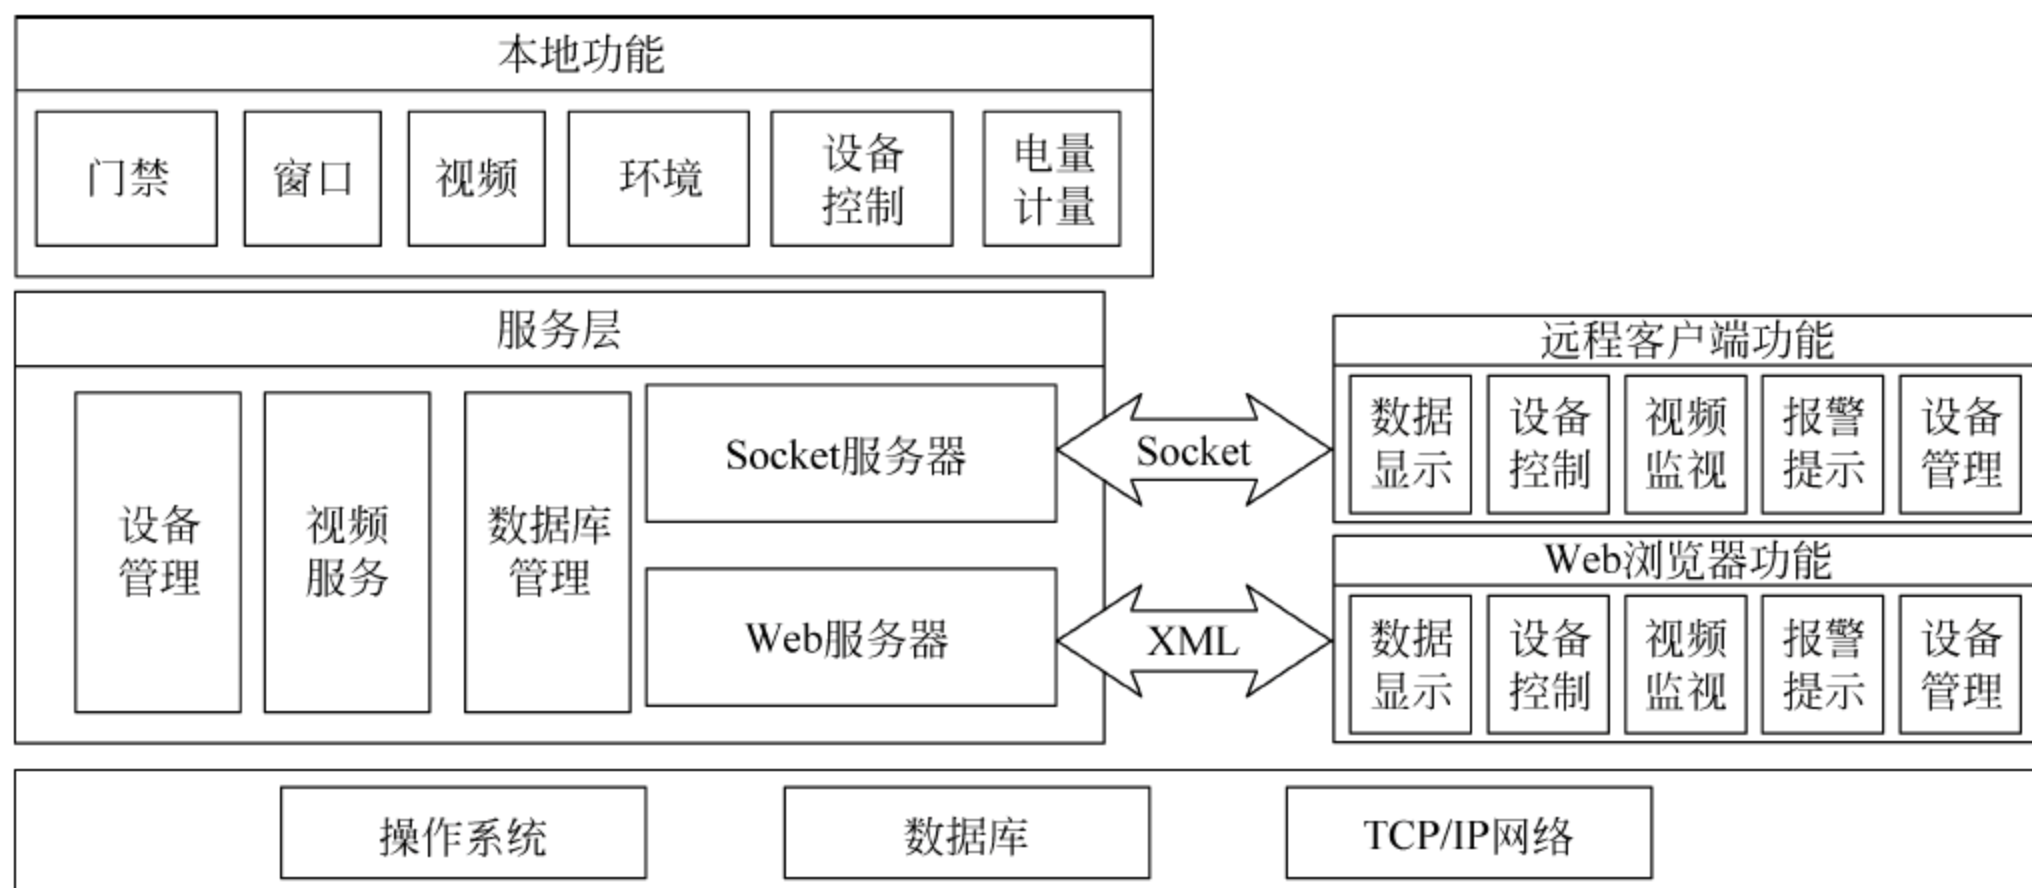 本地功能
门禁
窗口
视频
环境
设备
控制
电量
计量
服务层
设备
管理
视频
服务
数据库
管理
Socket服务器
Web服务器
Socket
XML
远程客户端功能
数据
显示
设备
控制
视频
监视
报警
提示
设备
管理
Web浏览器功能
数据
显示
设备
控制
视频
监视
报警
提示
设备
管理
操作系统
数据库
TCP/IP网络